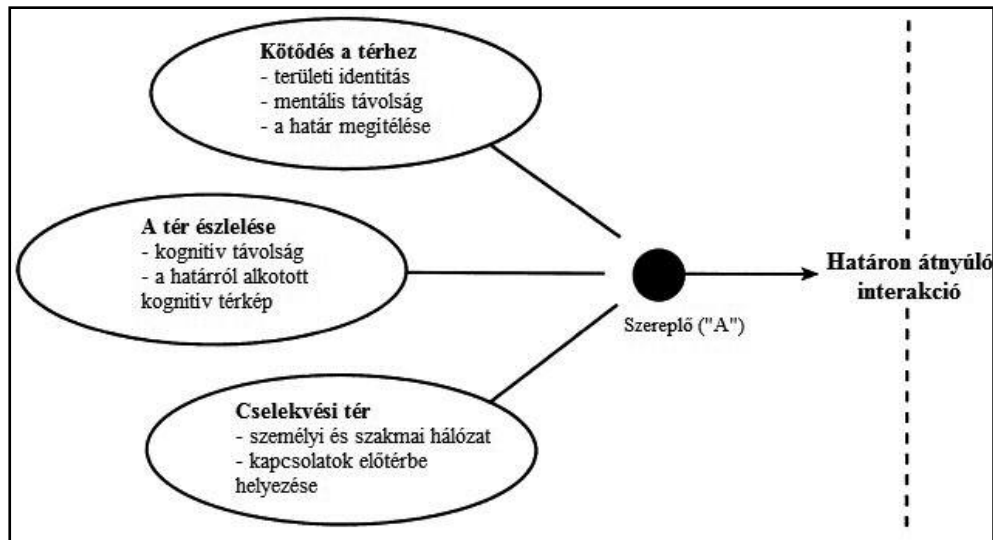 Kötődés a térhez
- területi identitás
- mentális távolság
- a határ megítélése
A tér észlelése
- kognitív távolság
- a határról alkotott
kognitív térkép
Cselekvési tér
- személyi és szakmai hálózat
- kapcsolatok előtérbe
helyezése
Szereplő ("A")
Határon átnyúló
interakció